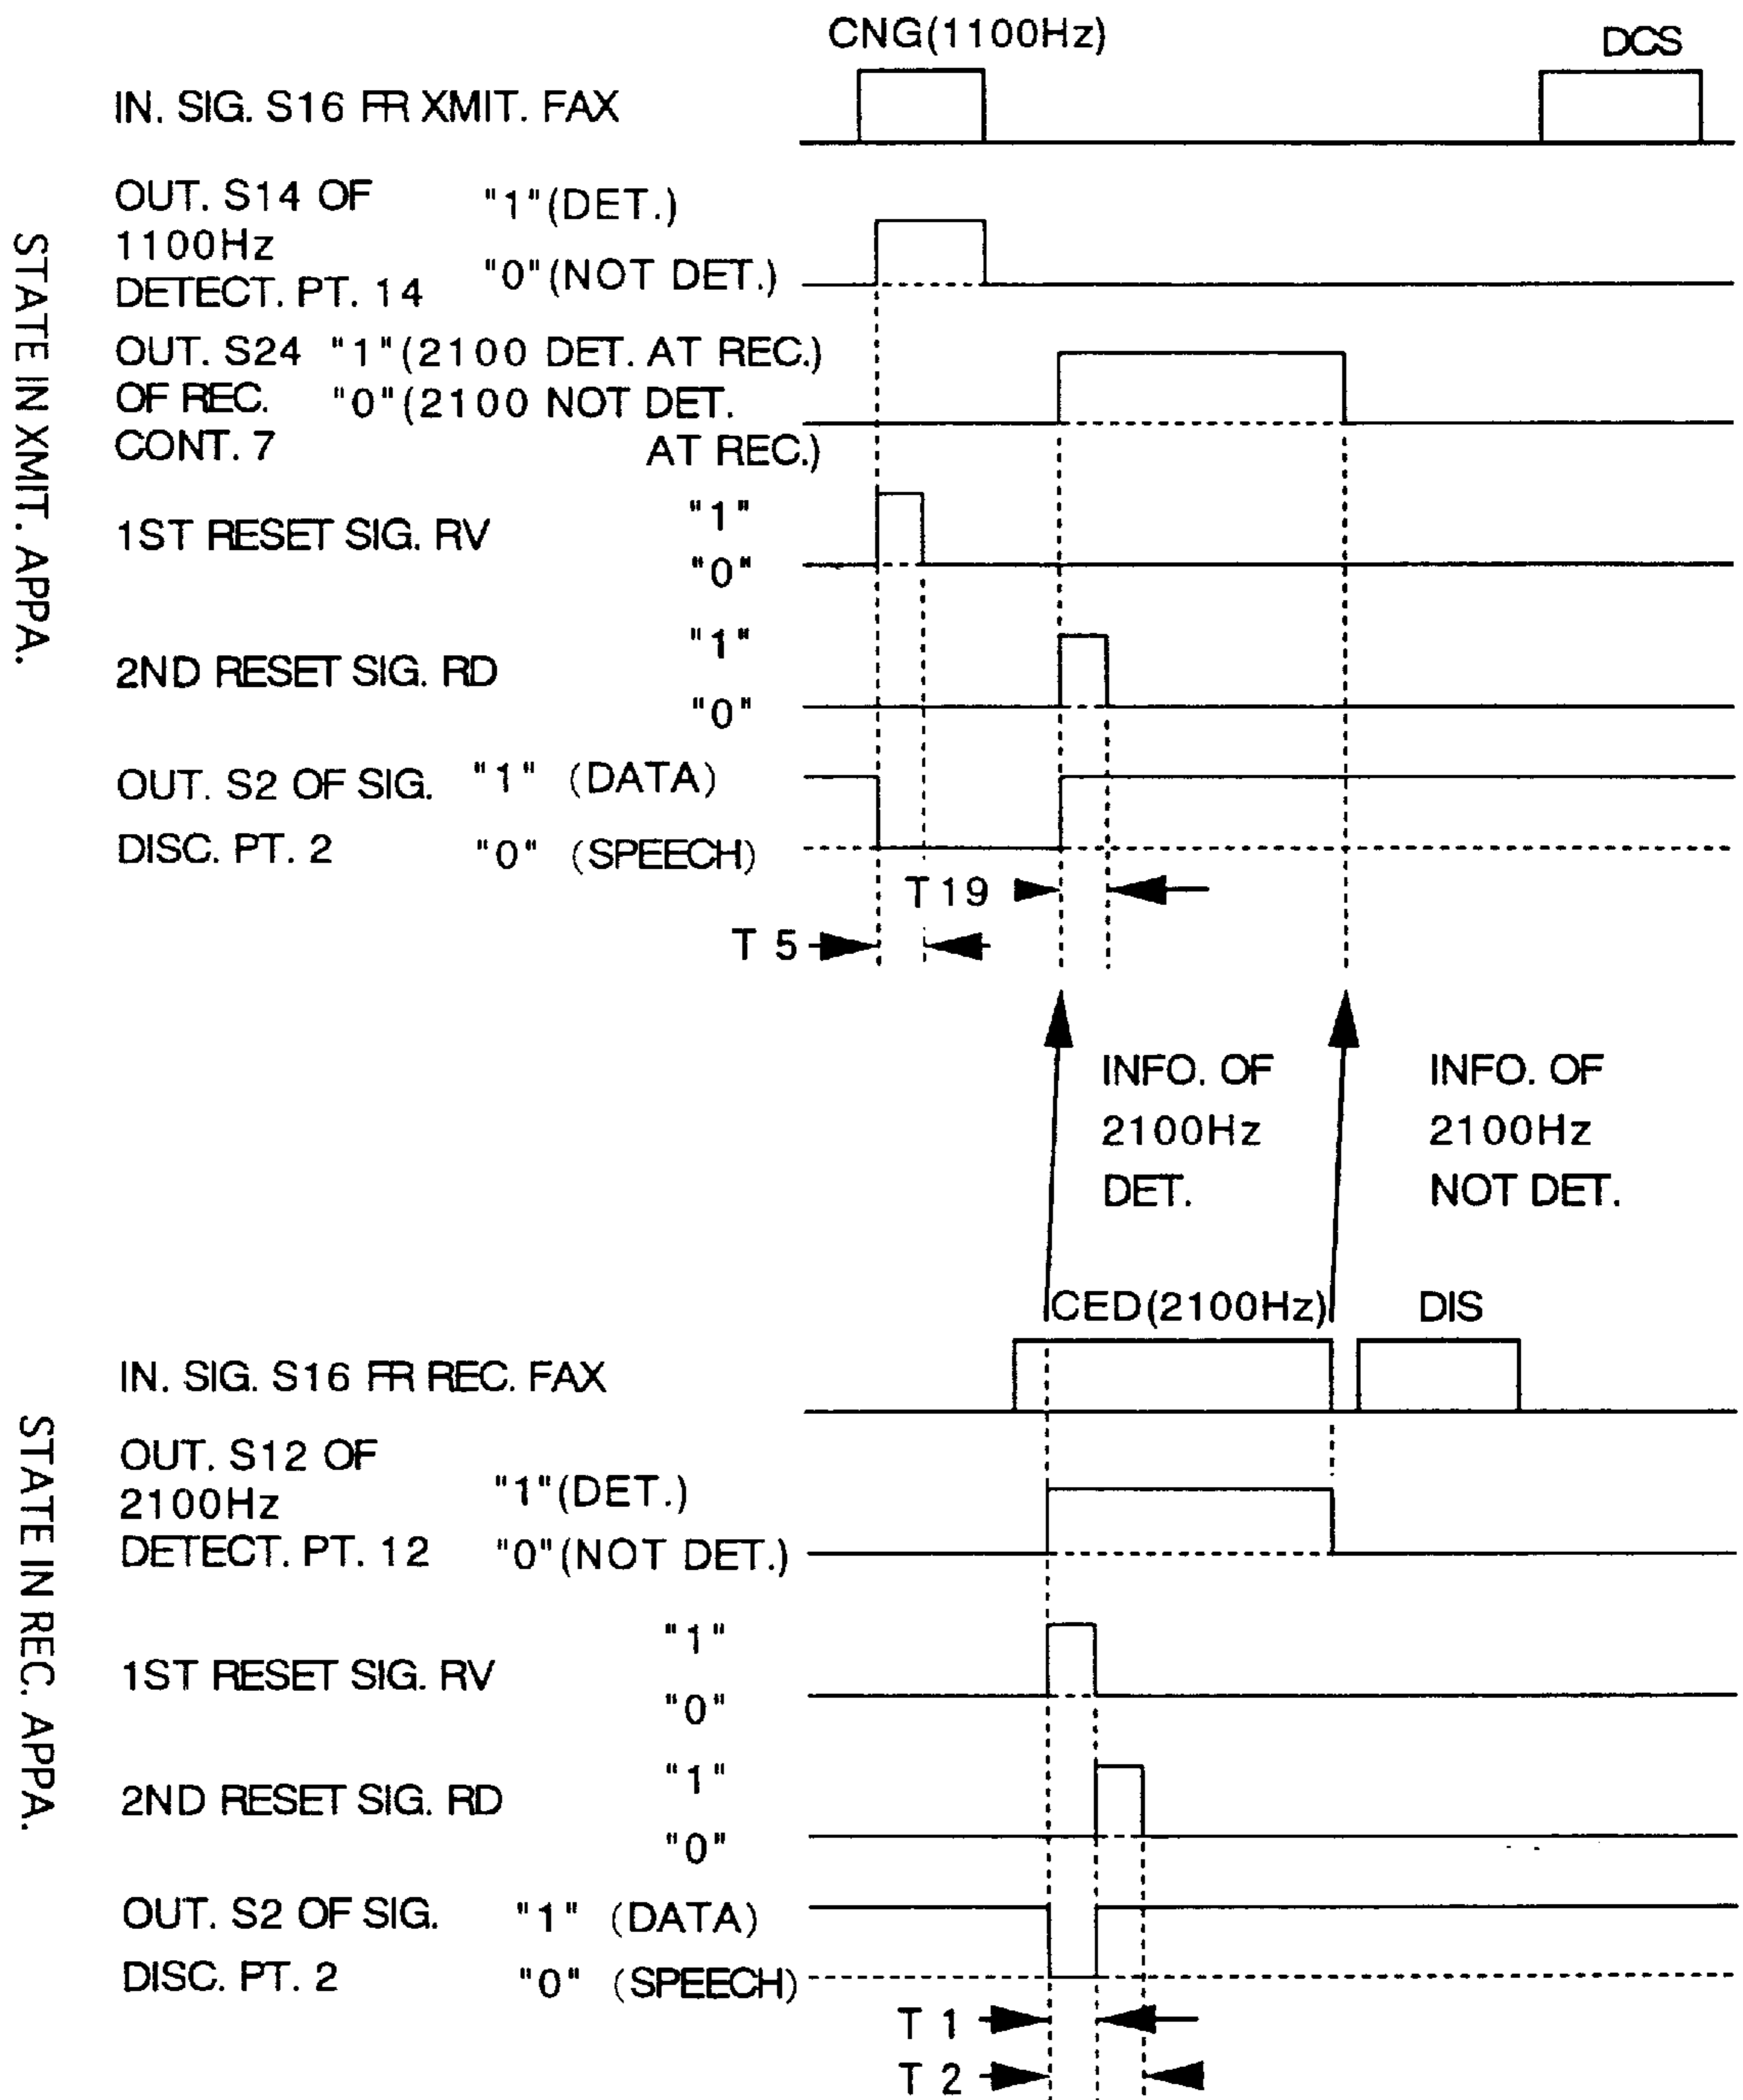 CNG(1100Hz)
DCS
IN. SIG. S16 FR XMIT. FAX
STATE IN XMIT. APPA.
OUT. S14 OF "1"(DET.)
1100Hz
DETECT. PT. 14 "0"(NOT DET.)
OUT. S24 "1"(2100 DET. AT REC.)
OF REC. "0"(2100 NOT DET.
CONT. 7 AT REC.)
1ST RESET SIG. RV "1"
"0"
2ND RESET SIG. RD "1"
"0"
OUT. S2 OF SIG. "1" (DATA)
DISC. PT. 2 "0" (SPEECH)
T19
T 5
INFO. OF
2100Hz
DET.
INFO. OF
2100Hz
NOT DET.
CED(2100Hz)
DIS
IN. SIG. S16 FR REC. FAX
STATE IN REC. APPA.
OUT. S12 OF
2100Hz "1"(DET.)
DETECT. PT. 12 "0"(NOT DET.)
1ST RESET SIG. RV "1"
"0"
2ND RESET SIG. RD "1"
"0"
OUT. S2 OF SIG. "1" (DATA)
DISC. PT. 2 "0" (SPEECH)
T 1
T 2